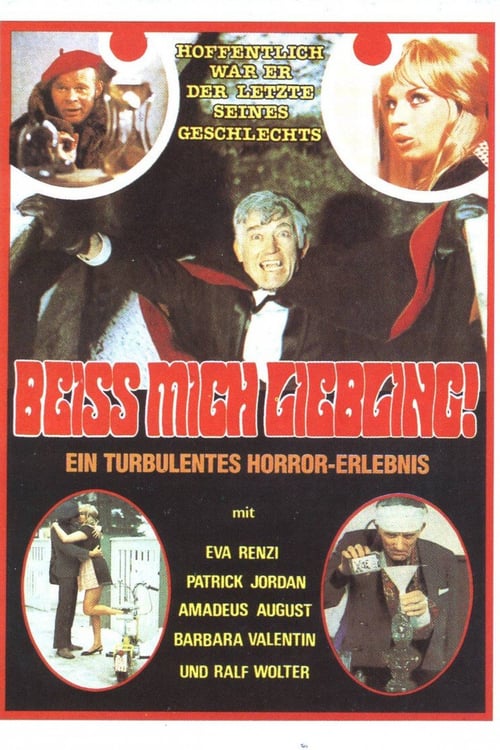 HOFFENTLICH
WAR ER
DER LETZTE
SEINES
GESCHLECHTS
BEISS MICH LIEBLING!
EIN TURBULENTES HORROR-ERLEBNIS
mit
EVA RENZI
PATRICK JORDAN
AMADEUS AUGUST
BARBARA VALENTIN
UND RALF WOLTER